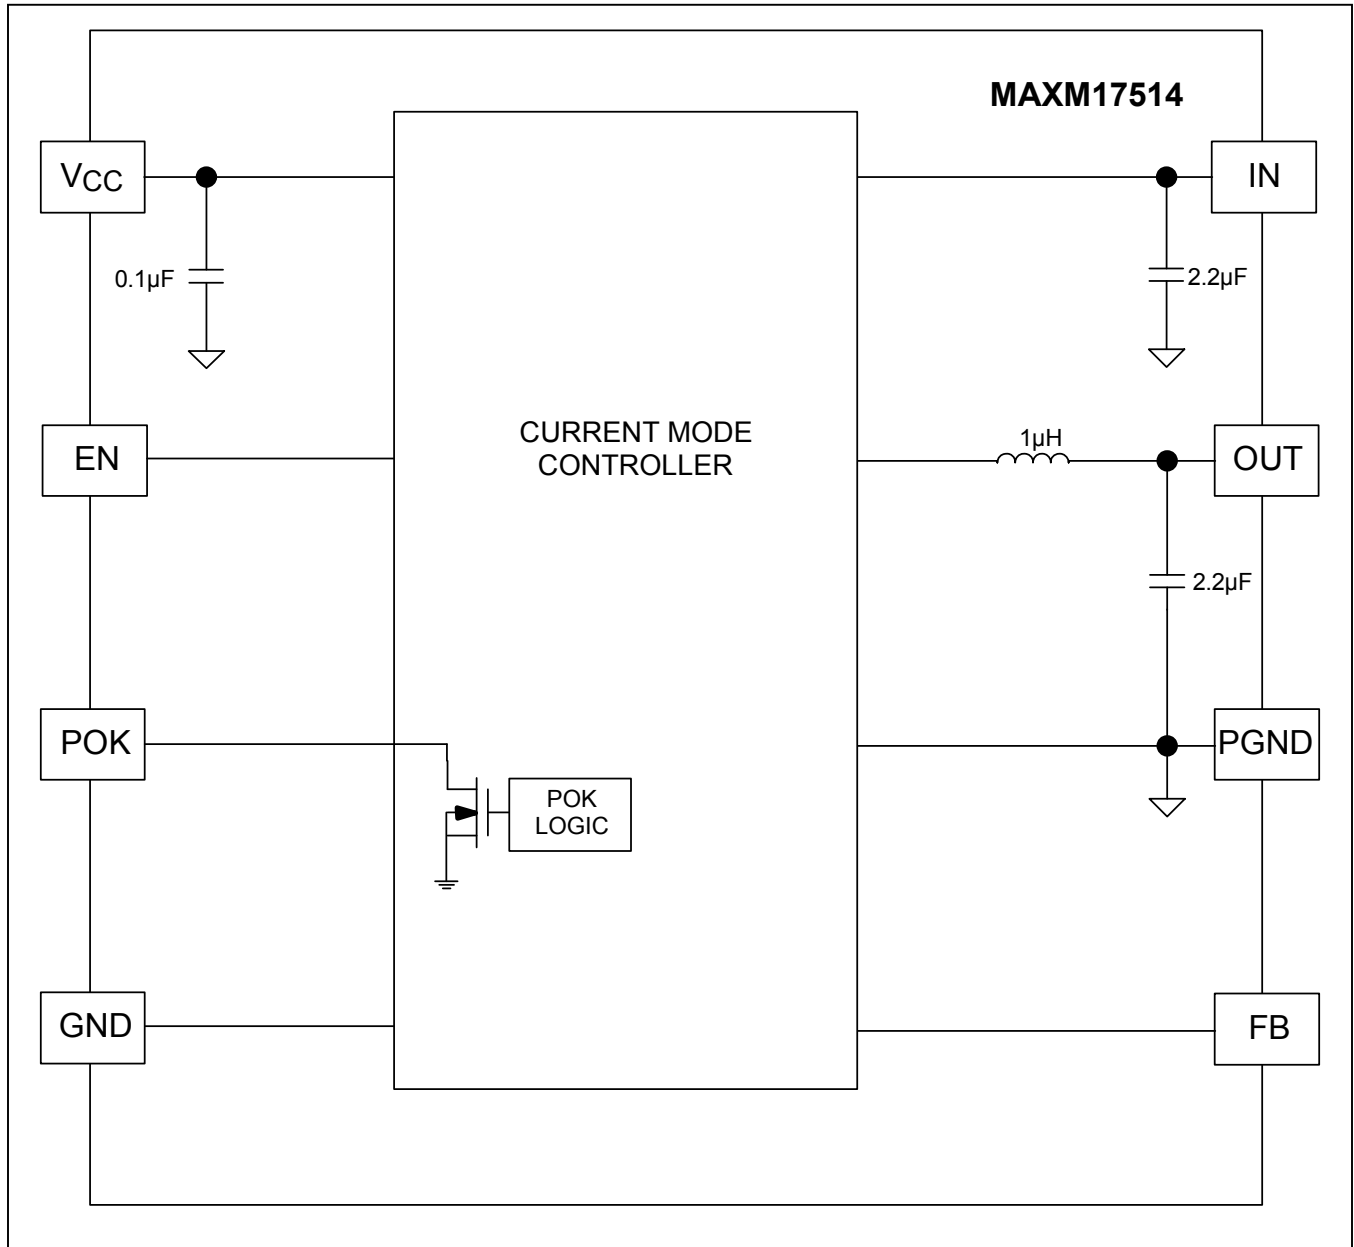 MAXM17514
VCC
IN
0.1µF
2.2µF
EN
CURRENT MODE
CONTROLLER
1µH
OUT
2.2µF
POK
PGND
POK
LOGIC
GND
FB